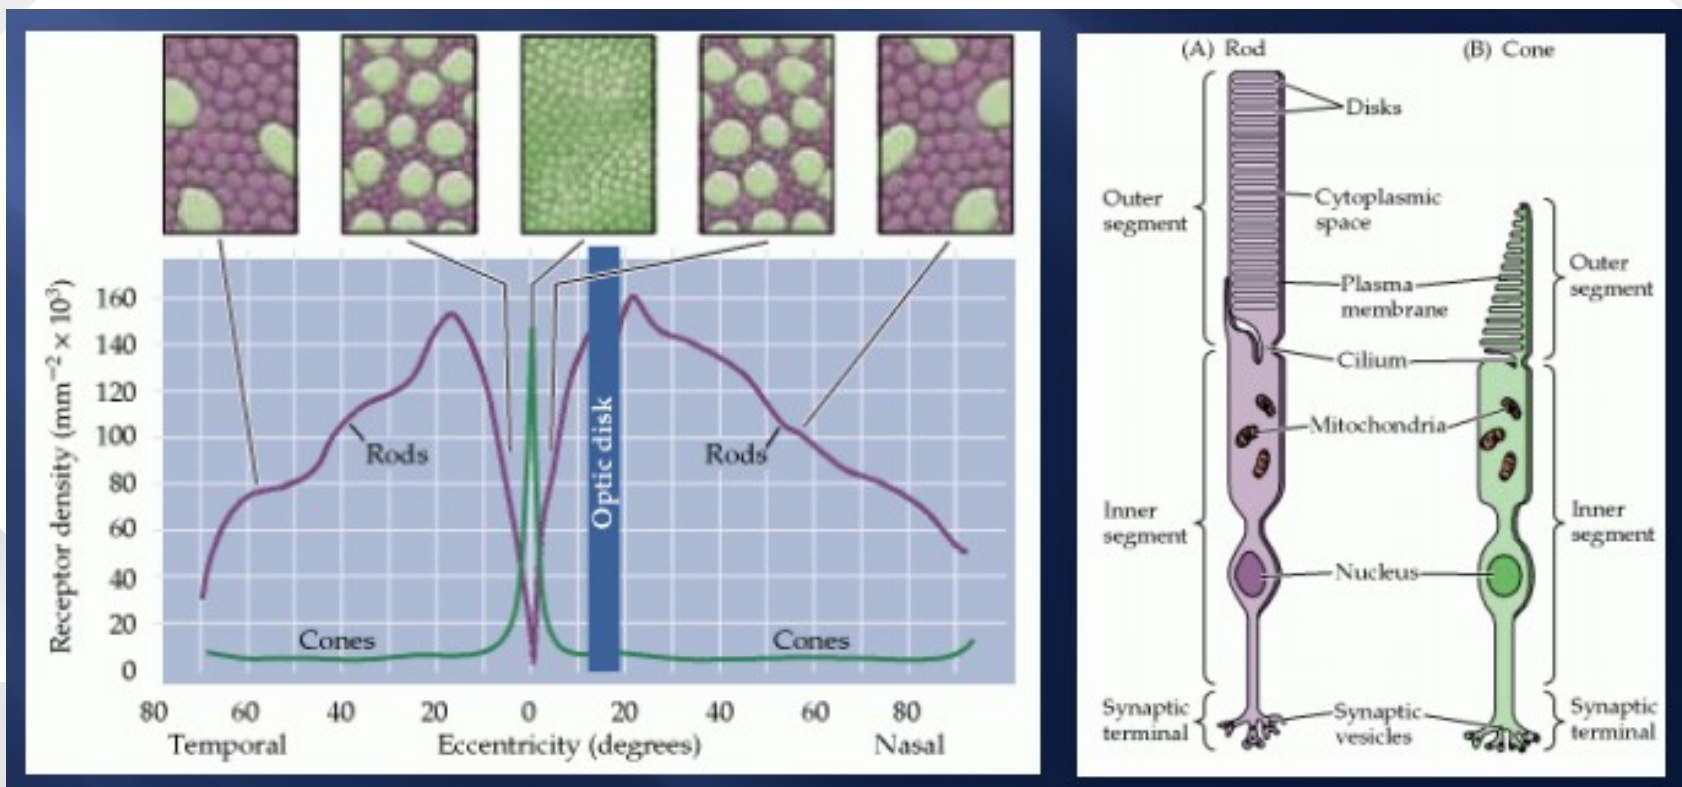 Receptor density (mm⁻² × 10³)
160
140
120
100
80
60
40
20
0
Rods
Rods
Optic disk
Cones
Cones
80 60 40 20 0 20 40 60 80
Temporal Eccentricity (degrees) Nasal
(A) Rod (B) Cone
Disks
Outer
segment
Cytoplasmic
space
Plasma
membrane
Outer
segment
Cilium
Mitochondria
Inner
segment
Inner
segment
Nucleus
Synaptic
terminal
Synaptic
vesicles
Synaptic
terminal